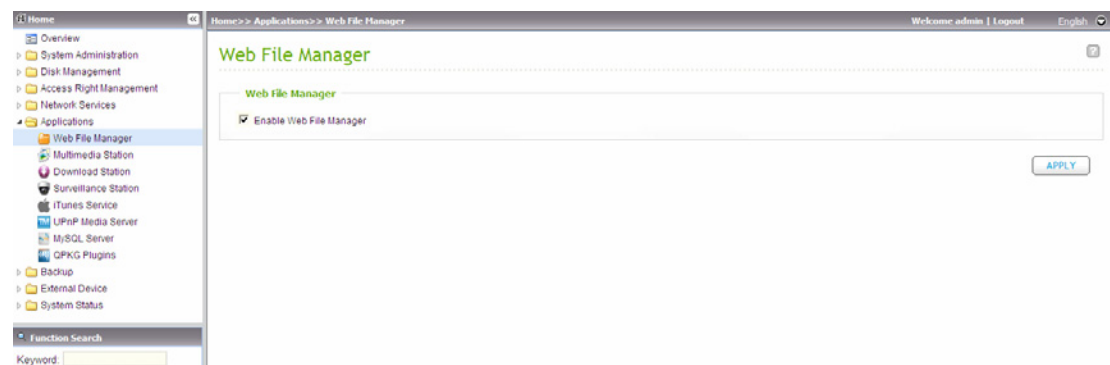 Home
Home>> Applications>> Web File Manager
Welcome admin | Logout
English
Overview
System Administration
Disk Management
Access Right Management
Network Services
Applications
Web File Manager
Multimedia Station
Download Station
Surveillance Station
iTunes Service
UPnP Media Server
MySQL Server
QPKG Plugins
Backup
External Device
System Status
Function Search
Keyword:
Web File Manager
Web File Manager
Enable Web File Manager
APPLY